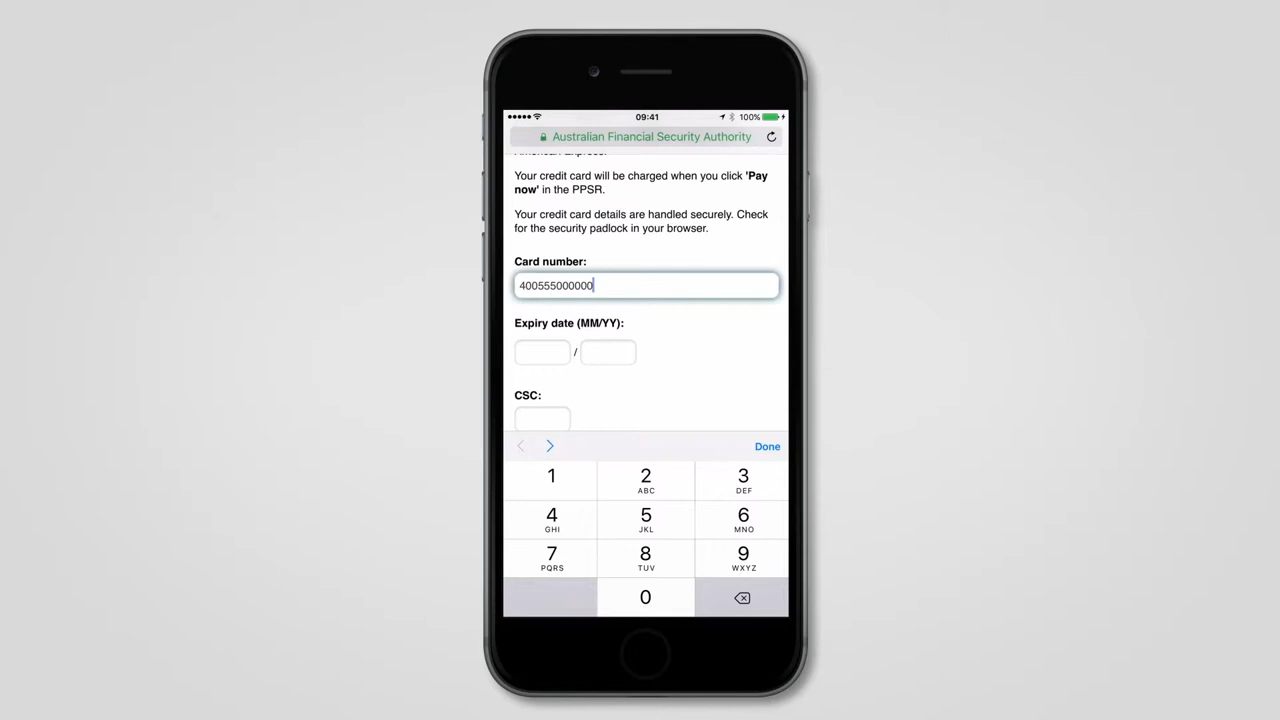 09:41
100%
Australian Financial Security Authority
American Express.
Your credit card will be charged when you click 'Pay
now' in the PPSR.
Your credit card details are handled securely. Check
for the security padlock in your browser.
Card number:
400555000000
Expiry date (MM/YY):
/
CSC:
Done
1
2
3
ABC
DEF
4
5
6
GHI
JKL
MNO
7
8
9
PQRS
TUV
WXYZ
0